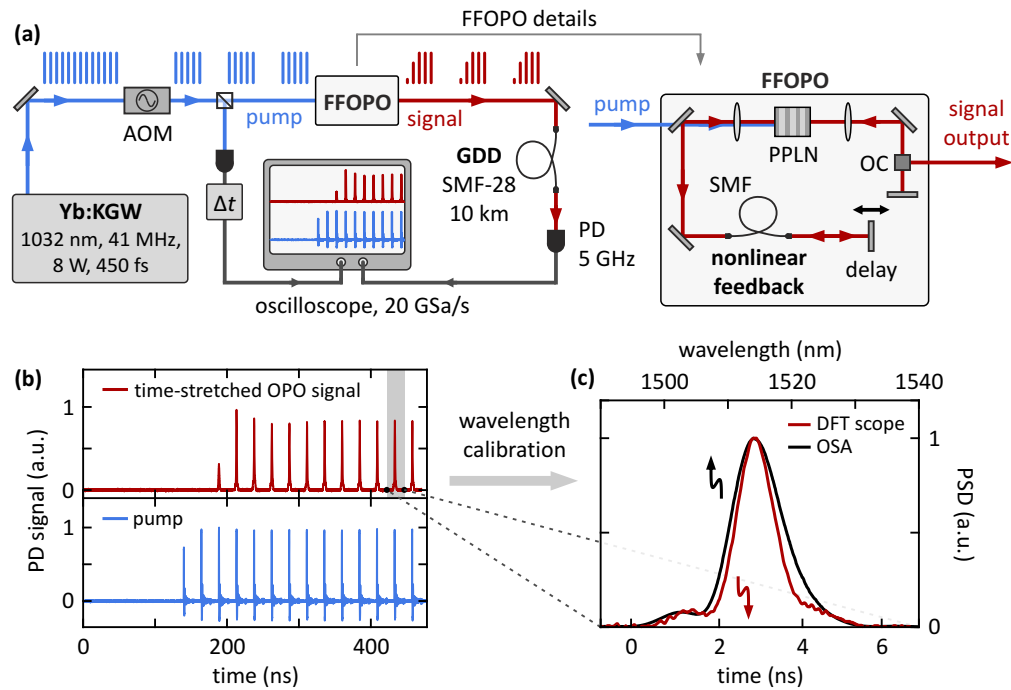 (a)
FFOPO details
AOM
pump
FFOPO
signal
Yb:KGW
1032 nm, 41 MHz,
8 W, 450 fs
Δt
oscilloscope, 20 GSa/s
GDD
SMF-28
10 km
PD
5 GHz
FFOPO
pump
PPLN
signal
output
OC
SMF
nonlinear
feedback
delay
(b)
time-stretched OPO signal
1
0
pump
1
0
PD signal (a.u.)
0
200
400
time (ns)
wavelength
calibration
wavelength (nm)
(c)
1500
1520
1540
DFT scope
OSA
1
0
PSD (a.u.)
0
2
4
6
time (ns)